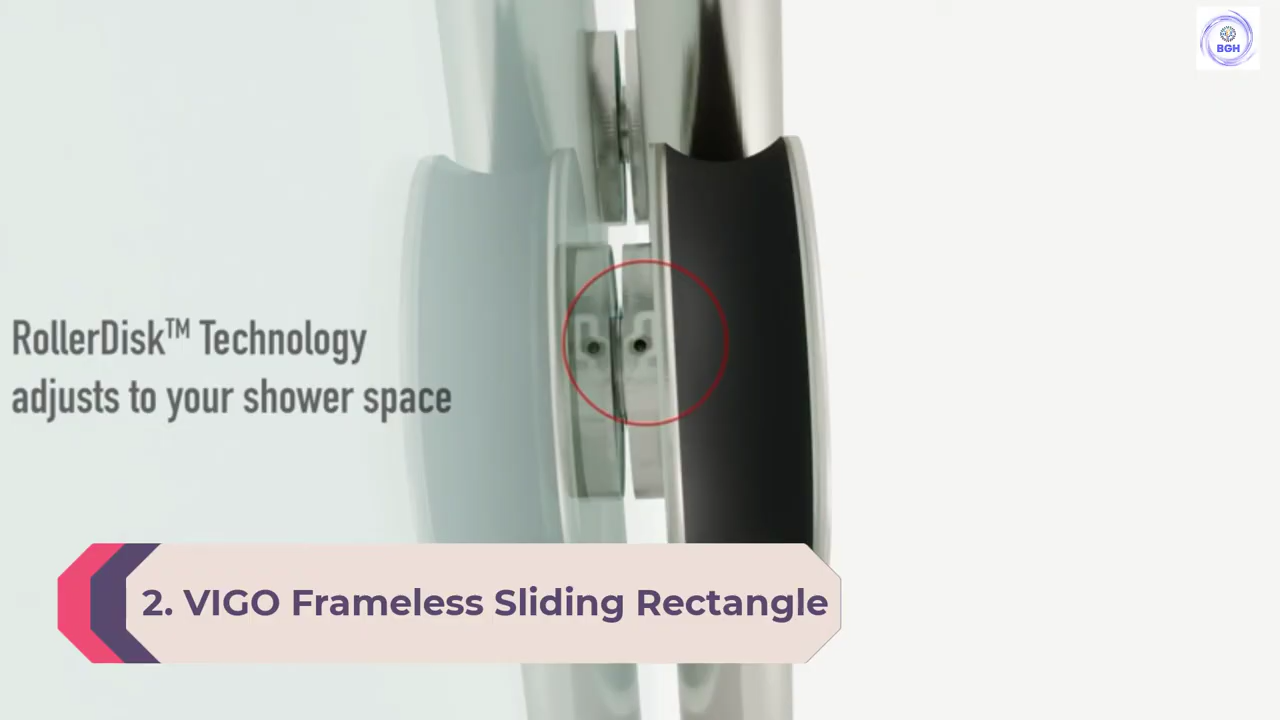 BGH
RollerDisk™ Technology
adjusts to your shower space
2. VIGO Frameless Sliding Rectangle